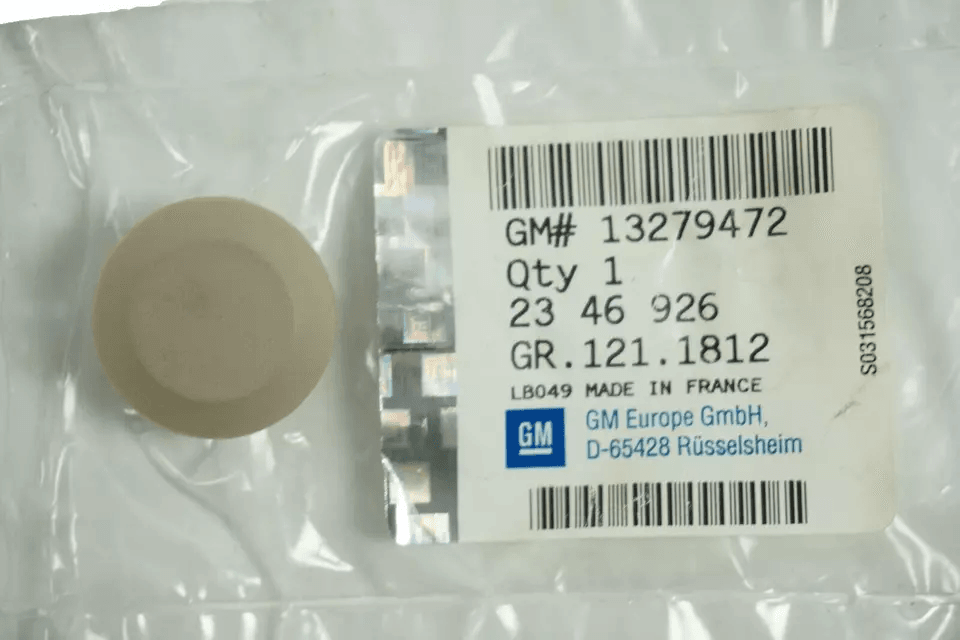 GM# 13279472
Qty 1
23 46 926
GR.121.1812
LB049 MADE IN FRANCE
GM
GM Europe GmbH,
D-65428 Rüsselsheim
S031568208